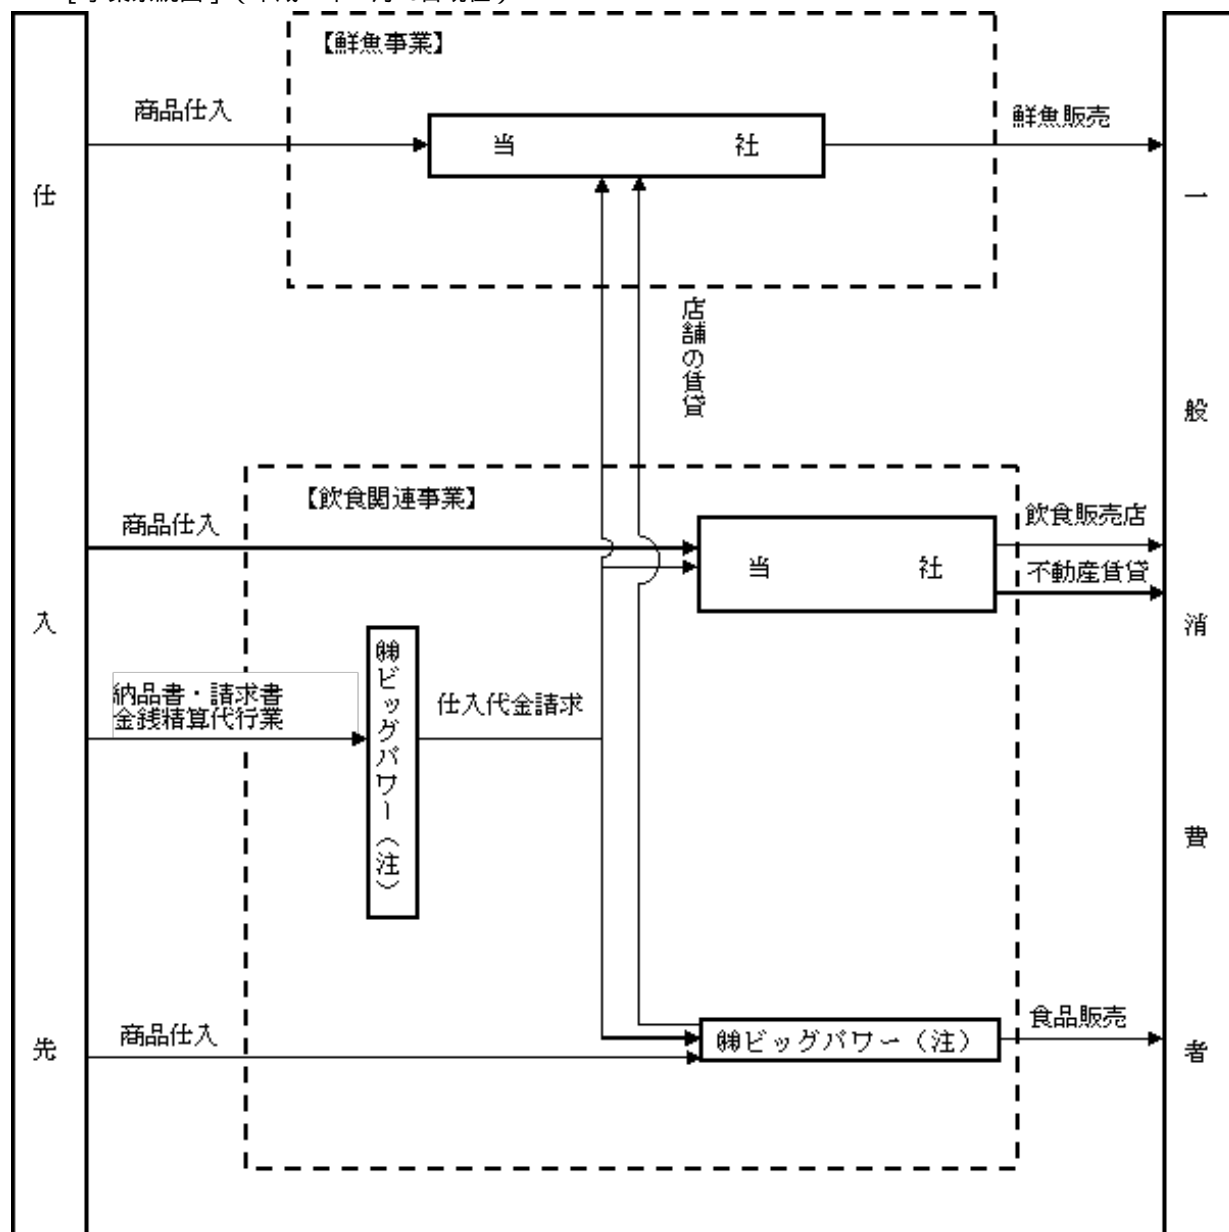 【鮮魚事業】
商品仕入
当 社
鮮魚販売
仕入先
一般消費者
店舗の賃貸
【飲食関連事業】
商品仕入
当 社
飲食販売店
不動産賃貸
納品書・請求書
金銭精算代行業
㈱ビッグパワー(注)
仕入代金請求
商品仕入
㈱ビッグパワー(注)
食品販売